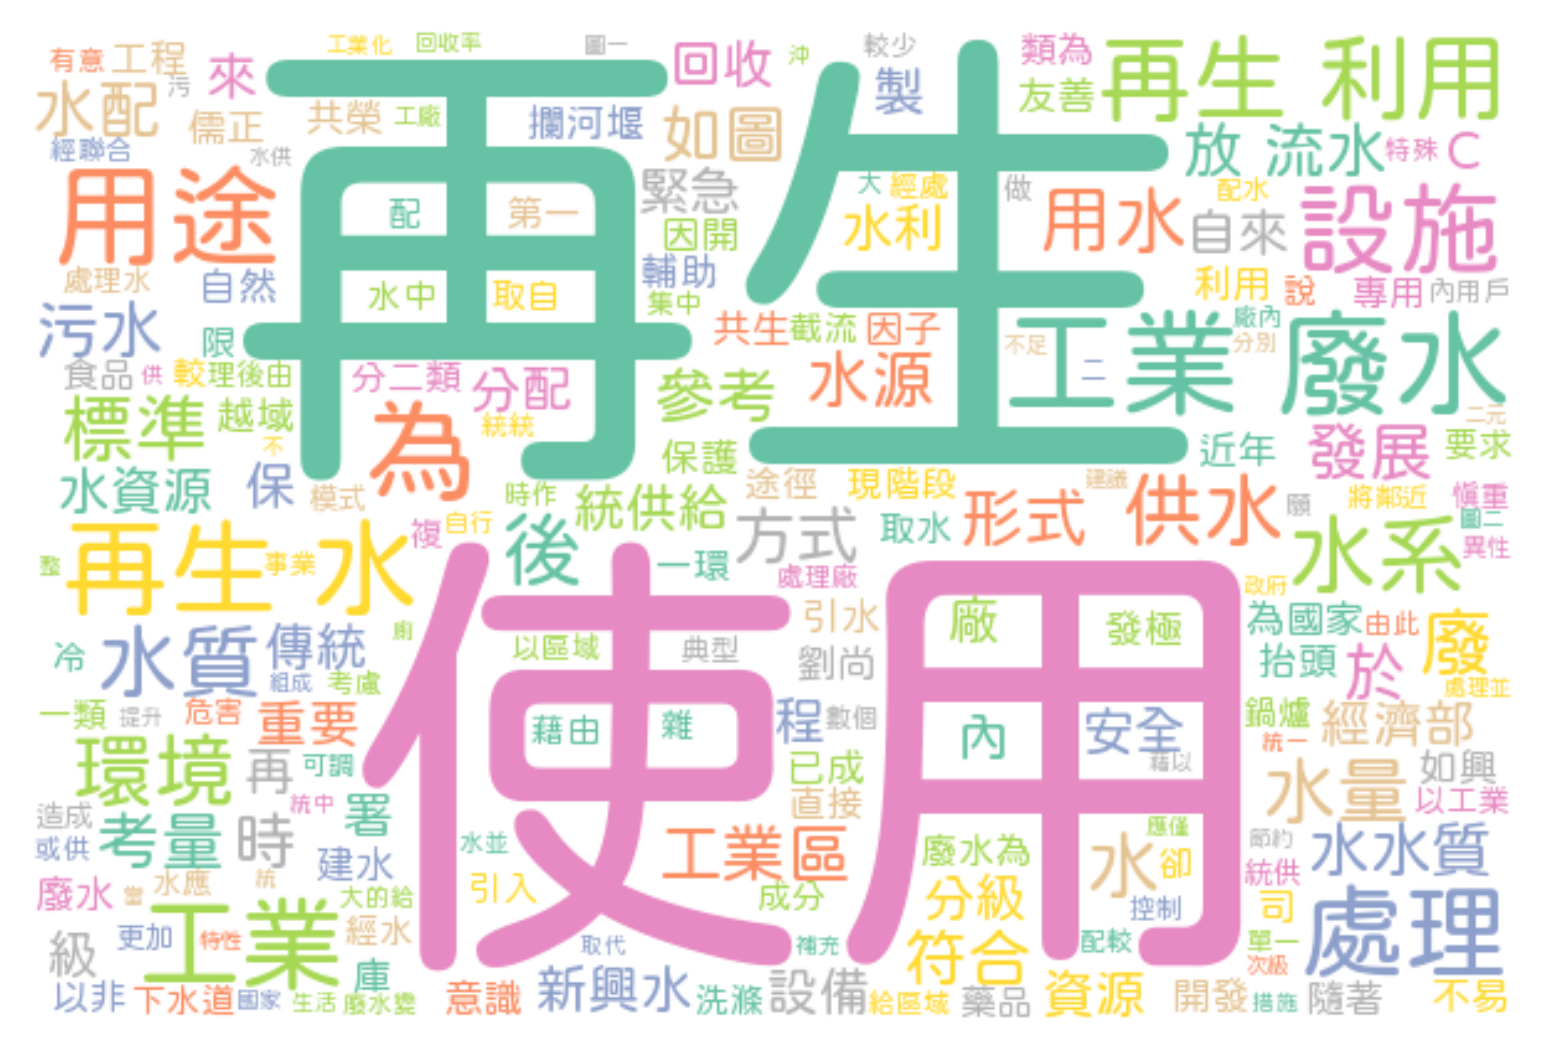 有意 工程 工業化 回收率 圖一 回收 沖 較少 類為 再生 利用
水配 污 來 再生 製 友善
儒正 共榮 工廠 攔河堰 如圖 放流水 特殊 C
經聯合 水供
用途 緊急 大 經處 做 配水 設施
配 第一 因開 水利 用水 自來
處理水 自然 水中 取自 輔助 利用 說 專用 內用戶
集中
污水 限 共生 截流 因子 工業 廢水 廠內
不足 二 分別
食品 供 較 理後由 分二類 分配 參考 水源
標準 越域 為 統統 二元
不 保護 近年 發展 要求
水資源 保 模式 時作 統供給 途徑 現階段 建議 形式 供水 願 將鄰近 慎重
再生水 複 自行 後 方式 取水 水系 圖二
整 事業 一環 處理廠 異性
使用 政府
水質 傳統 廚 以區域 典型 引水 劉尚 廠 發極 為國家 由此 廢
冷 組成 考慮 抬頭 於 處理並
一類 提升 危害 重要 藉由 雜 程 數個 內 安全 鍋爐 經濟部
環境 再 可調 已成 藉以 統一 如興
造成 統中 直接 水量 以工業
考量 時 署 工業區 應僅 節約 水水質
或供 建水 水並 廢水為 水 卻 統供
廢水 當 水應 統 大的給 引入 成分 分級 控制 司 處理
工業 更加 特性 經水 取代 補充 符合 配較 單一
級 庫 次級
以非 下水道 國家 生活 廢水變 意識 新興水 洗滌 設備 給區域 藥品 資源 開發 措施 隨著 不易